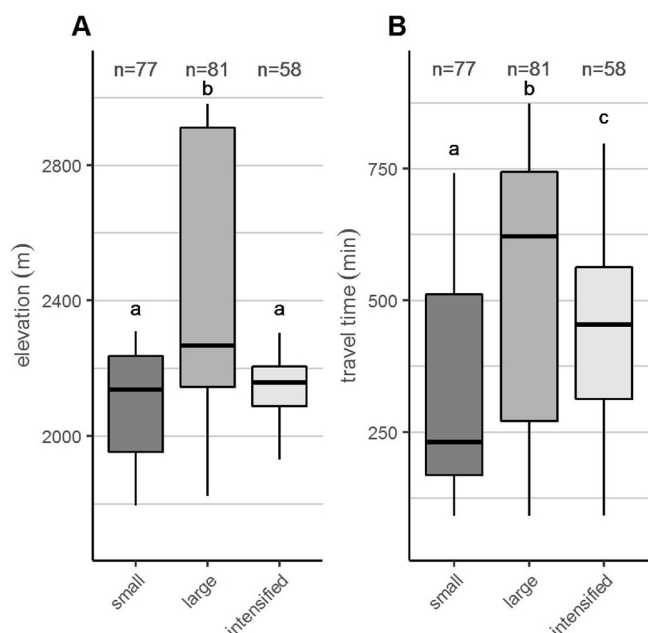 A
n=77 n=81 n=58
b
2800
2400
2000
a a
elevation (m)
small large intensified
B
n=77 n=81 n=58
b
c
a
750
500
250
travel time (min)
small large intensified